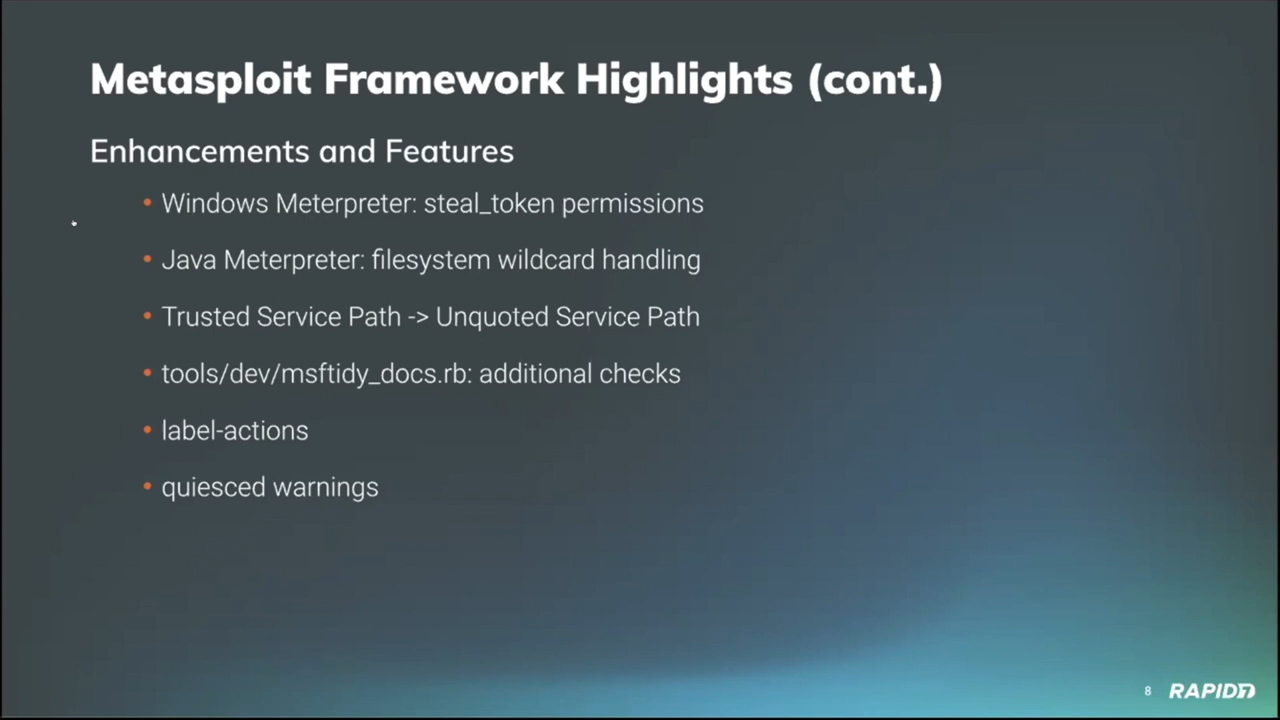 Metasploit Framework Highlights (cont.)
Enhancements and Features
• Windows Meterpreter: steal_token permissions
• Java Meterpreter: filesystem wildcard handling
• Trusted Service Path -> Unquoted Service Path
• tools/dev/msftidy_docs.rb: additional checks
• label-actions
• quiesced warnings
8 RAPID7